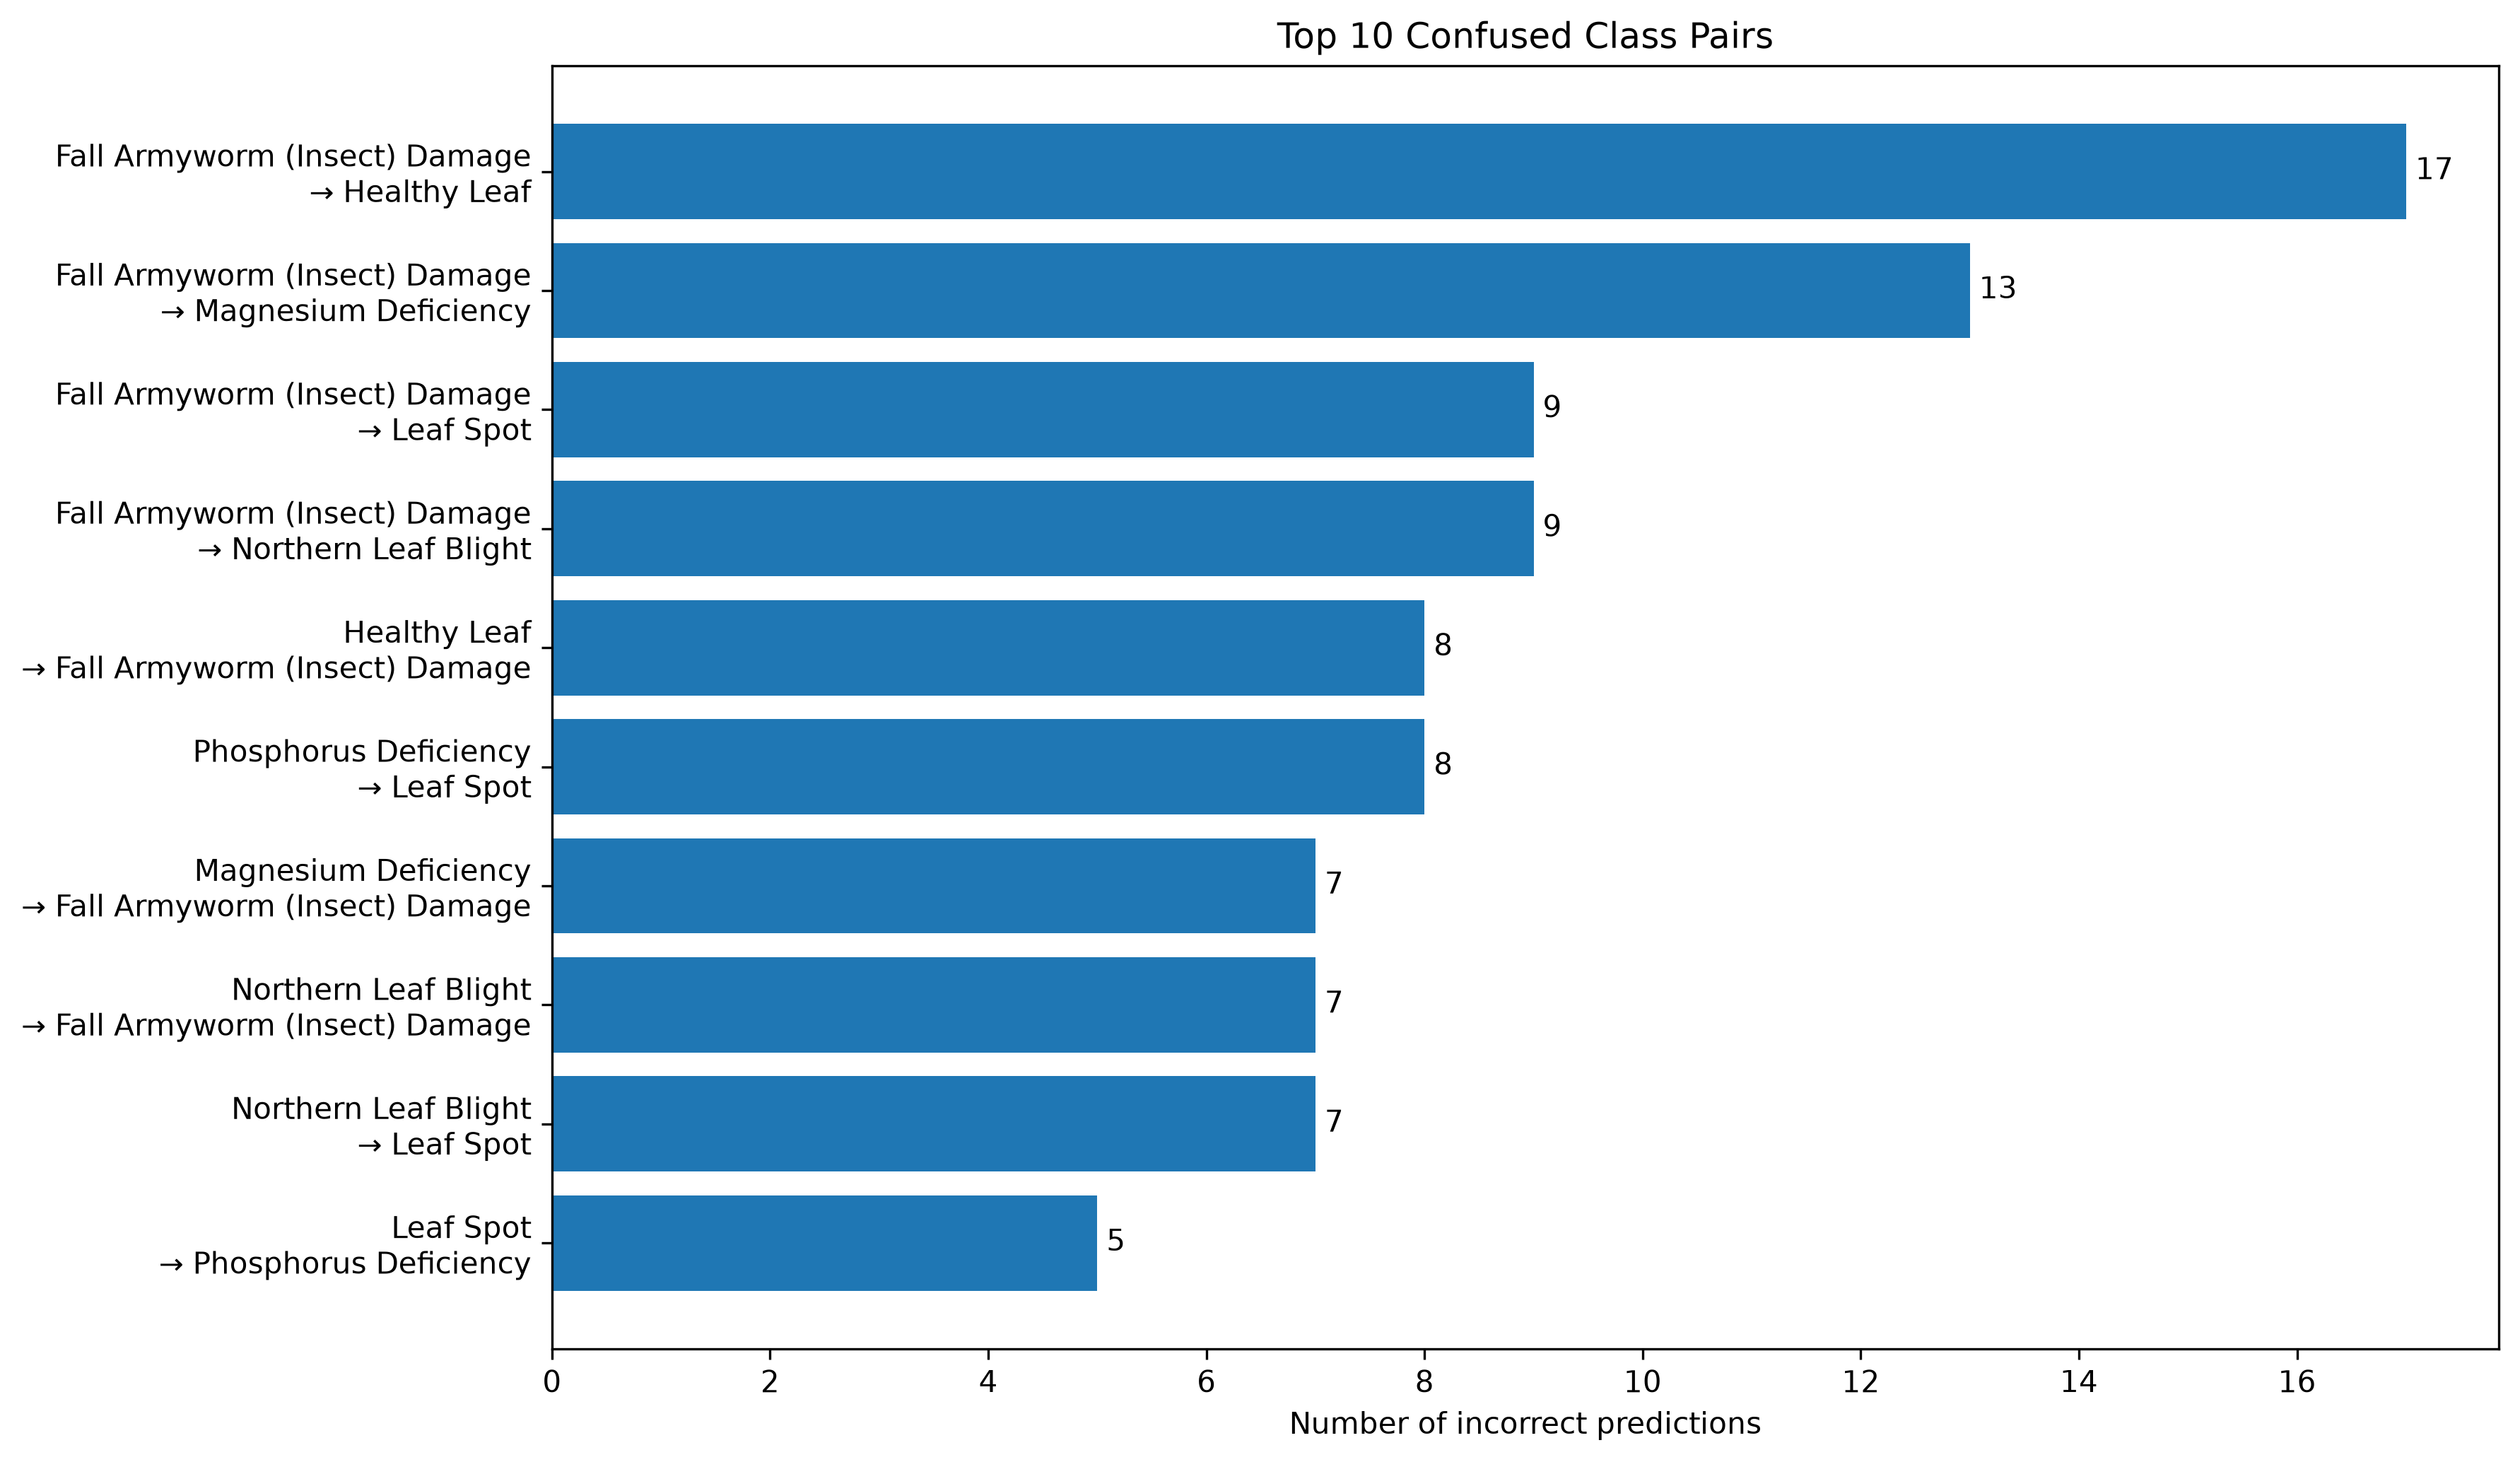 Top 10 Confused Class Pairs
Fall Armyworm (Insect) Damage
→ Healthy Leaf
17
Fall Armyworm (Insect) Damage
→ Magnesium Deficiency
13
Fall Armyworm (Insect) Damage
→ Leaf Spot
9
Fall Armyworm (Insect) Damage
→ Northern Leaf Blight
9
Healthy Leaf
→ Fall Armyworm (Insect) Damage
8
Phosphorus Deficiency
→ Leaf Spot
8
Magnesium Deficiency
→ Fall Armyworm (Insect) Damage
7
Northern Leaf Blight
→ Fall Armyworm (Insect) Damage
7
Northern Leaf Blight
→ Leaf Spot
7
Leaf Spot
→ Phosphorus Deficiency
5
0 2 4 6 8 10 12 14 16
Number of incorrect predictions